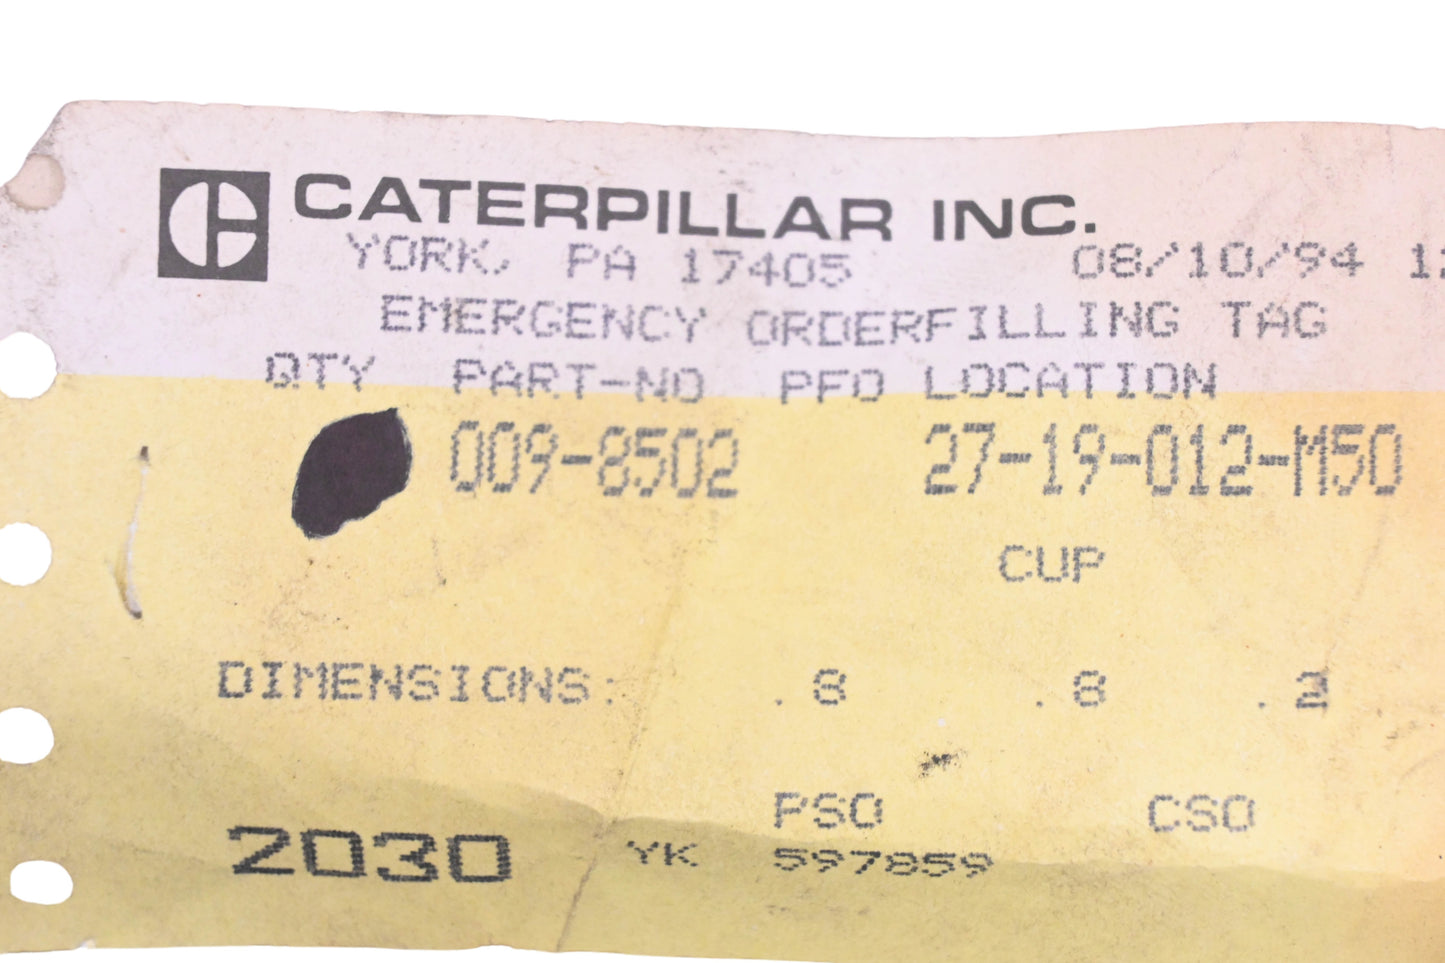 CATERPILLAR INC.
YORK, PA 17405 08/10/94
EMERGENCY ORDERFILLING TAG
QTY PART-NO PFO LOCATION
009-8502 27-19-012-M50
CUP
DIMENSIONS: .8 .8 .2
PSO CSO
2030 YK 597859